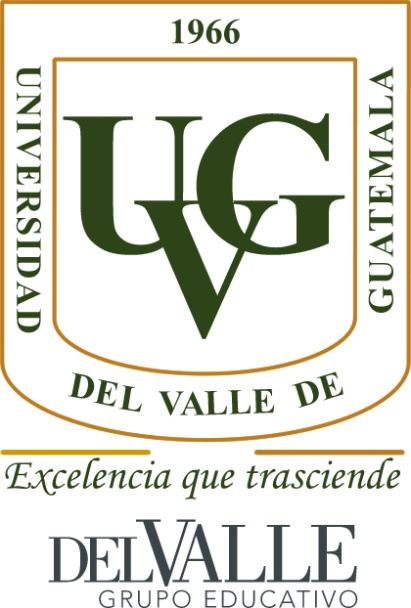 1966
UNIVERSIDAD
DEL VALLE DE
GUATEMALA
UVG
Excelencia que trasciende
DELVALLE
GRUPO EDUCATIVO